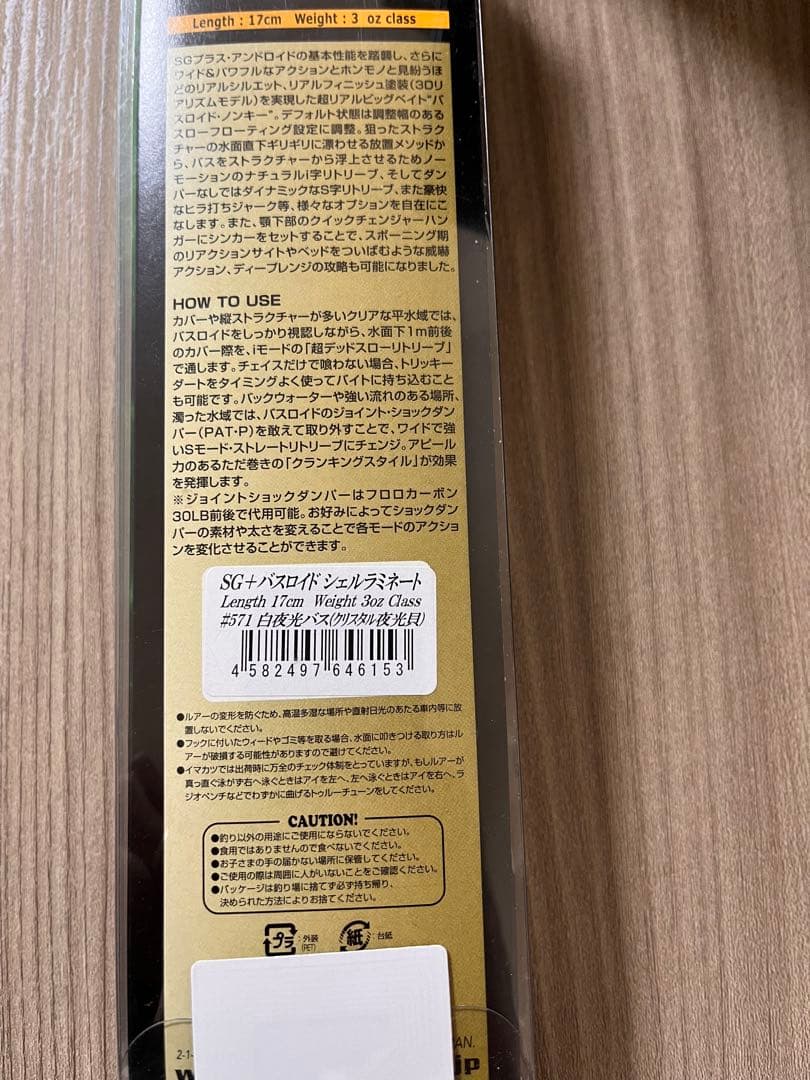 Length : 17cm Weight : 3 oz class
SGプラス・アンドロイドの基本性能を踏襲し、さらに
ワイド&パワフルなアクションとホンモノと見紛うほ
どのリアルシルエット、リアルフィニッシュ塗装(3Dリ
アリズムモデル)を実現した超リアルビッグベイト"バ
スロイド・ノンキー"。デフォルト状態は調整幅のある
スローフローティング設定に調整。狙ったストラク
チャーの水面直下ギリギリに漂わせる放置メソッドか
ら、バスをストラクチャーから浮上させるためノー
モーションのナチュラルi字リトリーブ、そしてダン
パーなしではダイナミックなS字リトリーブ、また豪快
なヒラ打ちジャーク等、様々なオプションを自在にこ
なします。また、顎下部のクイックチェンジャーハン
ガーにシンカーをセットすることで、スポーニング期
のリアクションサイトやベッドをついばむような威嚇
アクション、ディープレンジの攻略も可能になりました。
HOW TO USE
カバーや縦ストラクチャーが多いクリアな平水域では、
バスロイドをしっかり視認しながら、水面下1m前後
のカバー際を、iモードの「超デッドスローリトリーブ」
で通します。チェイスだけで喰わない場合、トリッキー
ダートをタイミングよく使ってバイトに持ち込むこと
も可能です。バックウォーターや強い流れのある場所、
濁った水域では、バスロイドのジョイント・ショックダン
パー(PAT・P)を敢えて取り外すことで、ワイドで強
いSモード・ストレートリトリーブにチェンジ。アピール
力のあるただ巻きの「クランキングスタイル」が効果
を発揮します。
※ジョイントショックダンパーはフロロカーボン
30LB前後で代用可能。お好みによってショックダン
パーの素材や太さを変えることで各モードのアクショ
ンを変化させることができます。
SG+バスロイド シェルラミネート
Length 17cm Weight 3oz Class
#571 白夜光バス(クリスタル夜光貝)
4 582497 646153
●ルアーの変形を防ぐため、高温多湿な場所や直射日光のあたる車内等に放
置しないでください。
●フックに付いたウィードやゴミ等を取る場合、水面に叩きつける取り方はル
アーが破損する可能性がありますので避けてください。
●イマカツでは出荷時に万全のチェック体制をとっていますが、もしルアーが
真っ直ぐ泳がず右へ泳ぐときはアイを左へ、左へ泳ぐときはアイを右へ、ラ
ジオペンチなどでわずかに曲げるトゥルーチューンをしてください。
CAUTION!
●釣り以外の用途にご使用にならないでください。
●食用ではありませんので食べないでください。
●お子さまの手の届かない場所に保管してください。
●ご使用の際は周囲に人がいないことをご確認ください。
●パッケージは釣り場に捨てず必ず持ち帰り、
決められた方法によりお捨てください。
プラ :外装 (PET) 紙 :台紙
2-1- AN.
w jp